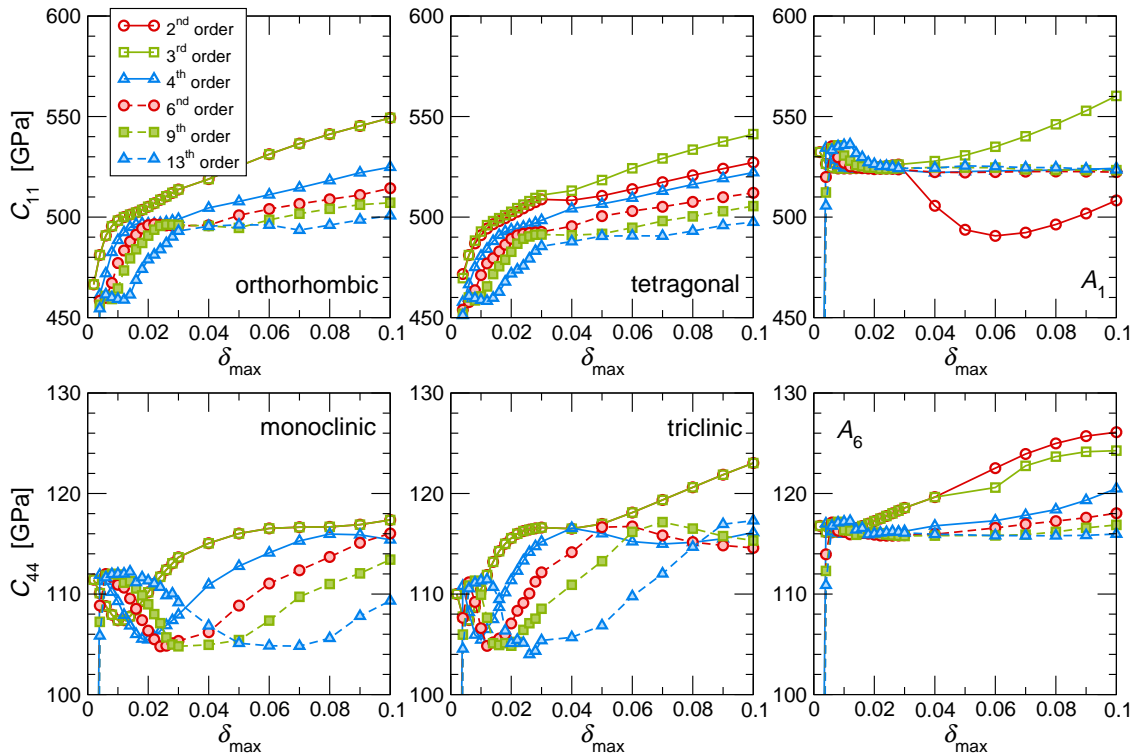 600
550
500
450
C11 [GPa]
2nd order
3rd order
4th order
6nd order
9th order
13th order
orthorhombic
0 0.02 0.04 0.06 0.08 0.1
δmax
600
550
500
450
tetragonal
0 0.02 0.04 0.06 0.08 0.1
δmax
600
550
500
450
A1
0 0.02 0.04 0.06 0.08 0.1
δmax
130
120
110
100
C44 [GPa]
monoclinic
0 0.02 0.04 0.06 0.08 0.1
δmax
130
120
110
100
triclinic
0 0.02 0.04 0.06 0.08 0.1
δmax
130
120
110
100
A6
0 0.02 0.04 0.06 0.08 0.1
δmax